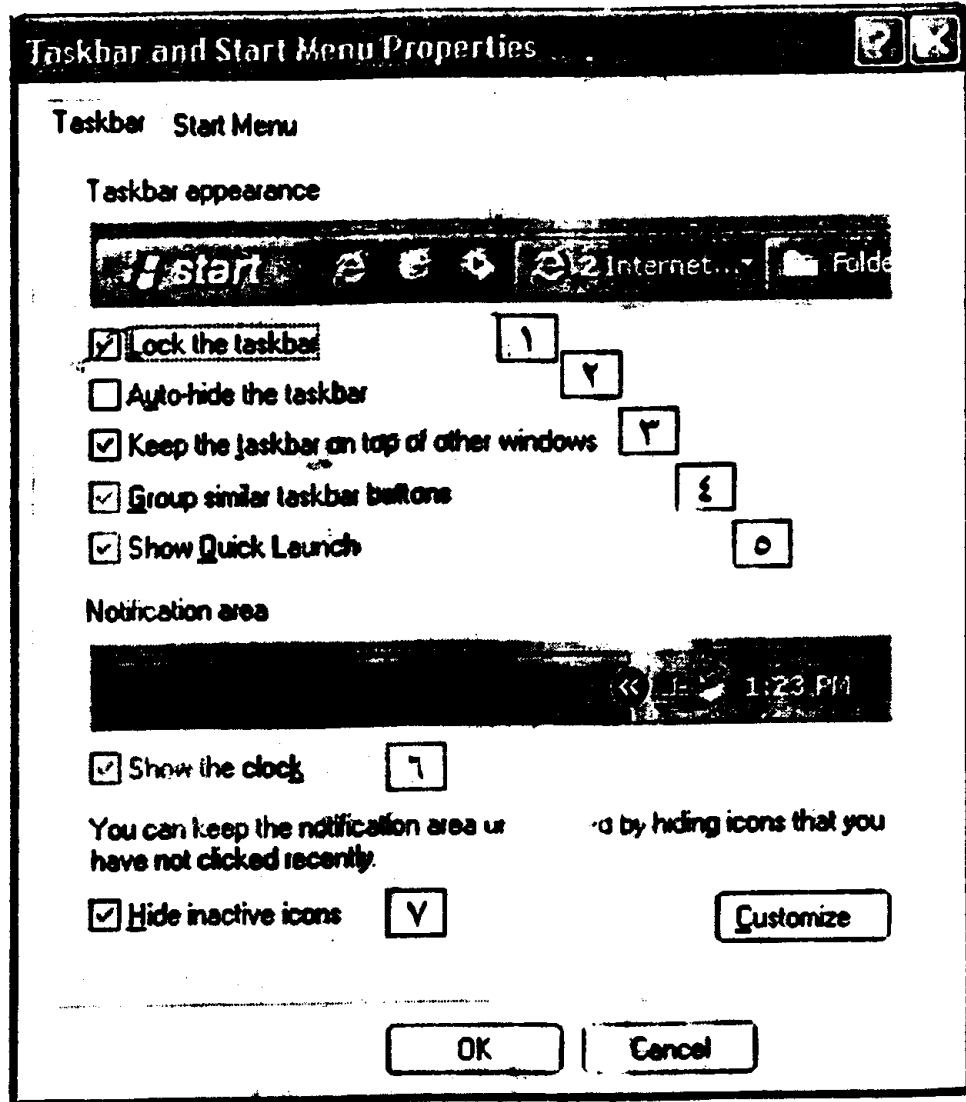 Taskbar and Start Menu Properties
Taskbar Start Menu
Taskbar appearance
start 2 Internet... Folde
Lock the taskbar ١
Auto-hide the taskbar ٢
Keep the taskbar on top of other windows ٣
Group similar taskbar buttons ٤
Show Quick Launch ٥
Notification area
« 1:23 PM
Show the clock ٦
You can keep the notification area by hiding icons that you
have not clicked recently.
Hide inactive icons ٧ Customize
OK Cancel